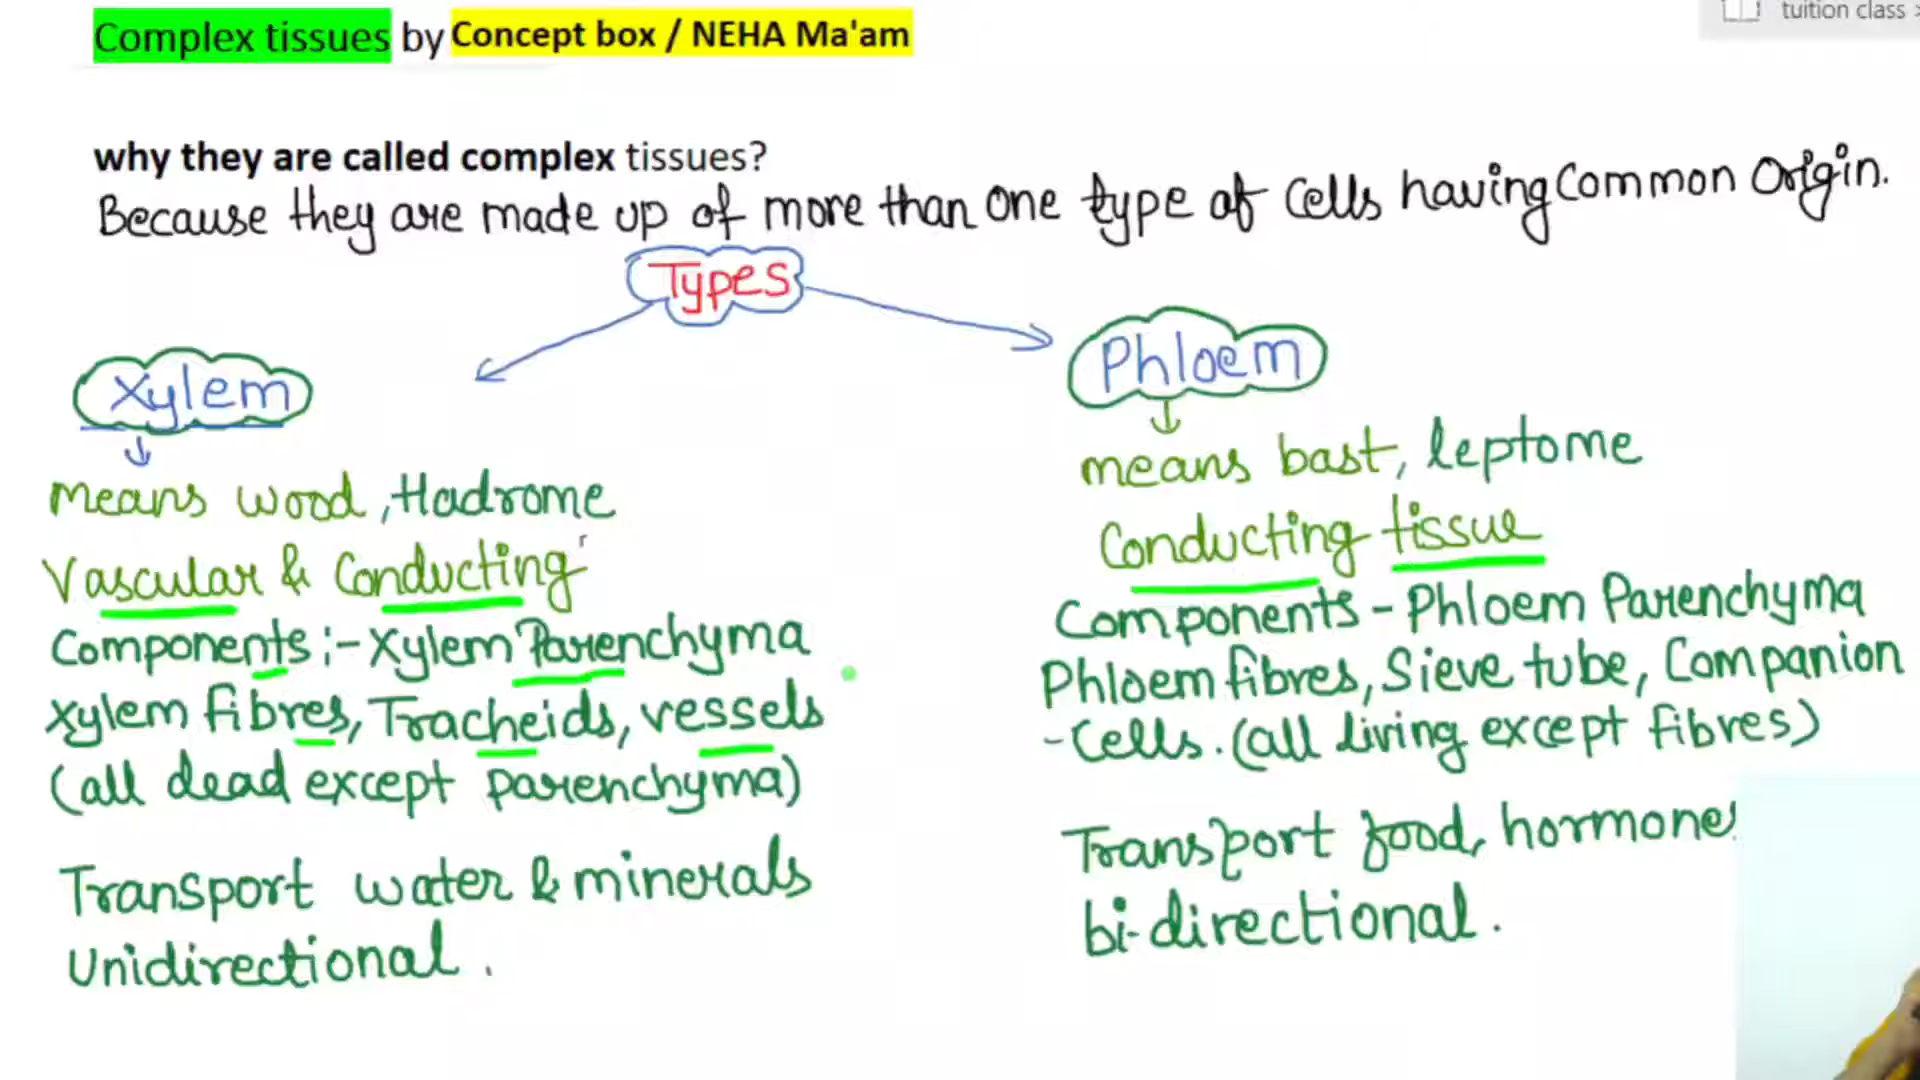 Complex tissues by Concept box / NEHA Ma'am
tuition class
why they are called complex tissues?
Because they are made up of more than one type of cells having common origin.
Types
Xylem
means wood, Hadrome
Vascular & Conducting
Components :- Xylem Parenchyma
Xylem fibres, Tracheids, vessels
(all dead except parenchyma)
Transport water & minerals
Unidirectional.
Phloem
means bast, leptome
Conducting tissue
Components - Phloem Parenchyma
Phloem fibres, Sieve tube, Companion
-Cells. (all living except fibres)
Transport food, hormones
bi-directional.